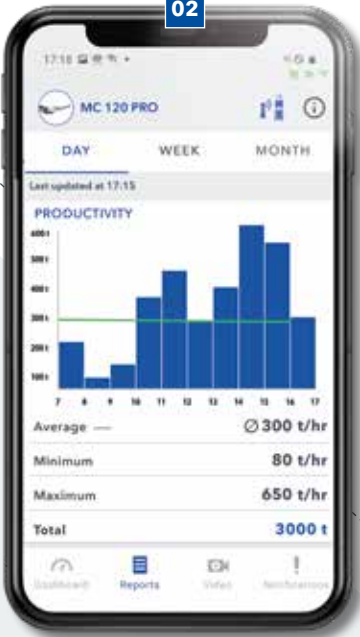 02
17:18
MC 120 PRO
DAY WEEK MONTH
Last updated at 17:15
PRODUCTIVITY
600 t
500 t
400 t
300 t
200 t
100 t
7 8 9 10 11 12 13 14 15 16 17
Average — Ø 300 t/hr
Minimum 80 t/hr
Maximum 650 t/hr
Total 3000 t
Dashboard Reports Video Notifications